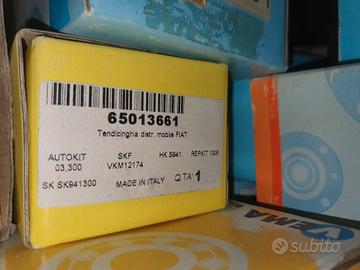 65013661
Tendicinghia distr. mobile FIAT
AUTOKIT SKF HK S941 REPKIT 1308
03,300 VKM12174
SK SK941300 MADE IN ITALY Q.TA' 1
VEMA
subito